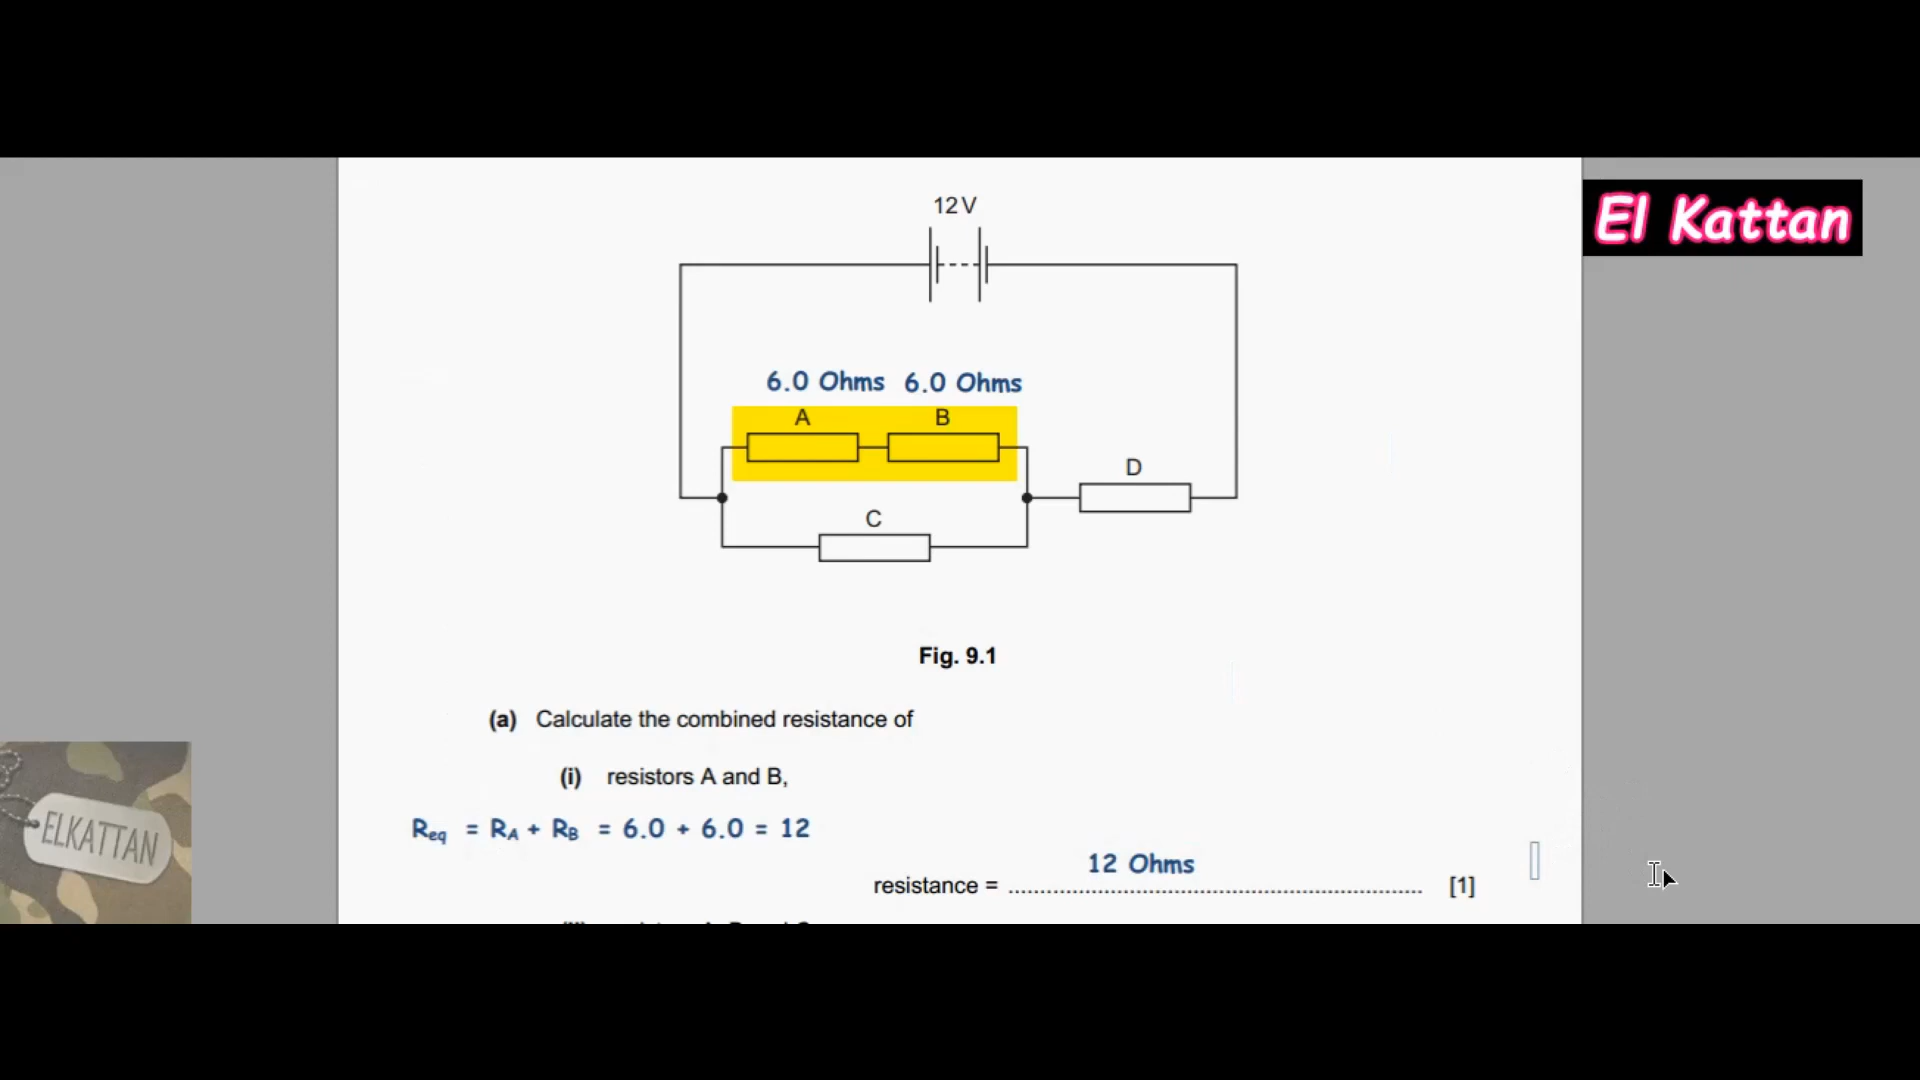 12 V
El Kattan
6.0 Ohms 6.0 Ohms
A B
D
C
Fig. 9.1
(a) Calculate the combined resistance of
(i) resistors A and B,
Req = RA + RB = 6.0 + 6.0 = 12
ELKATTAN
12 Ohms
resistance = ........................................................ [1]